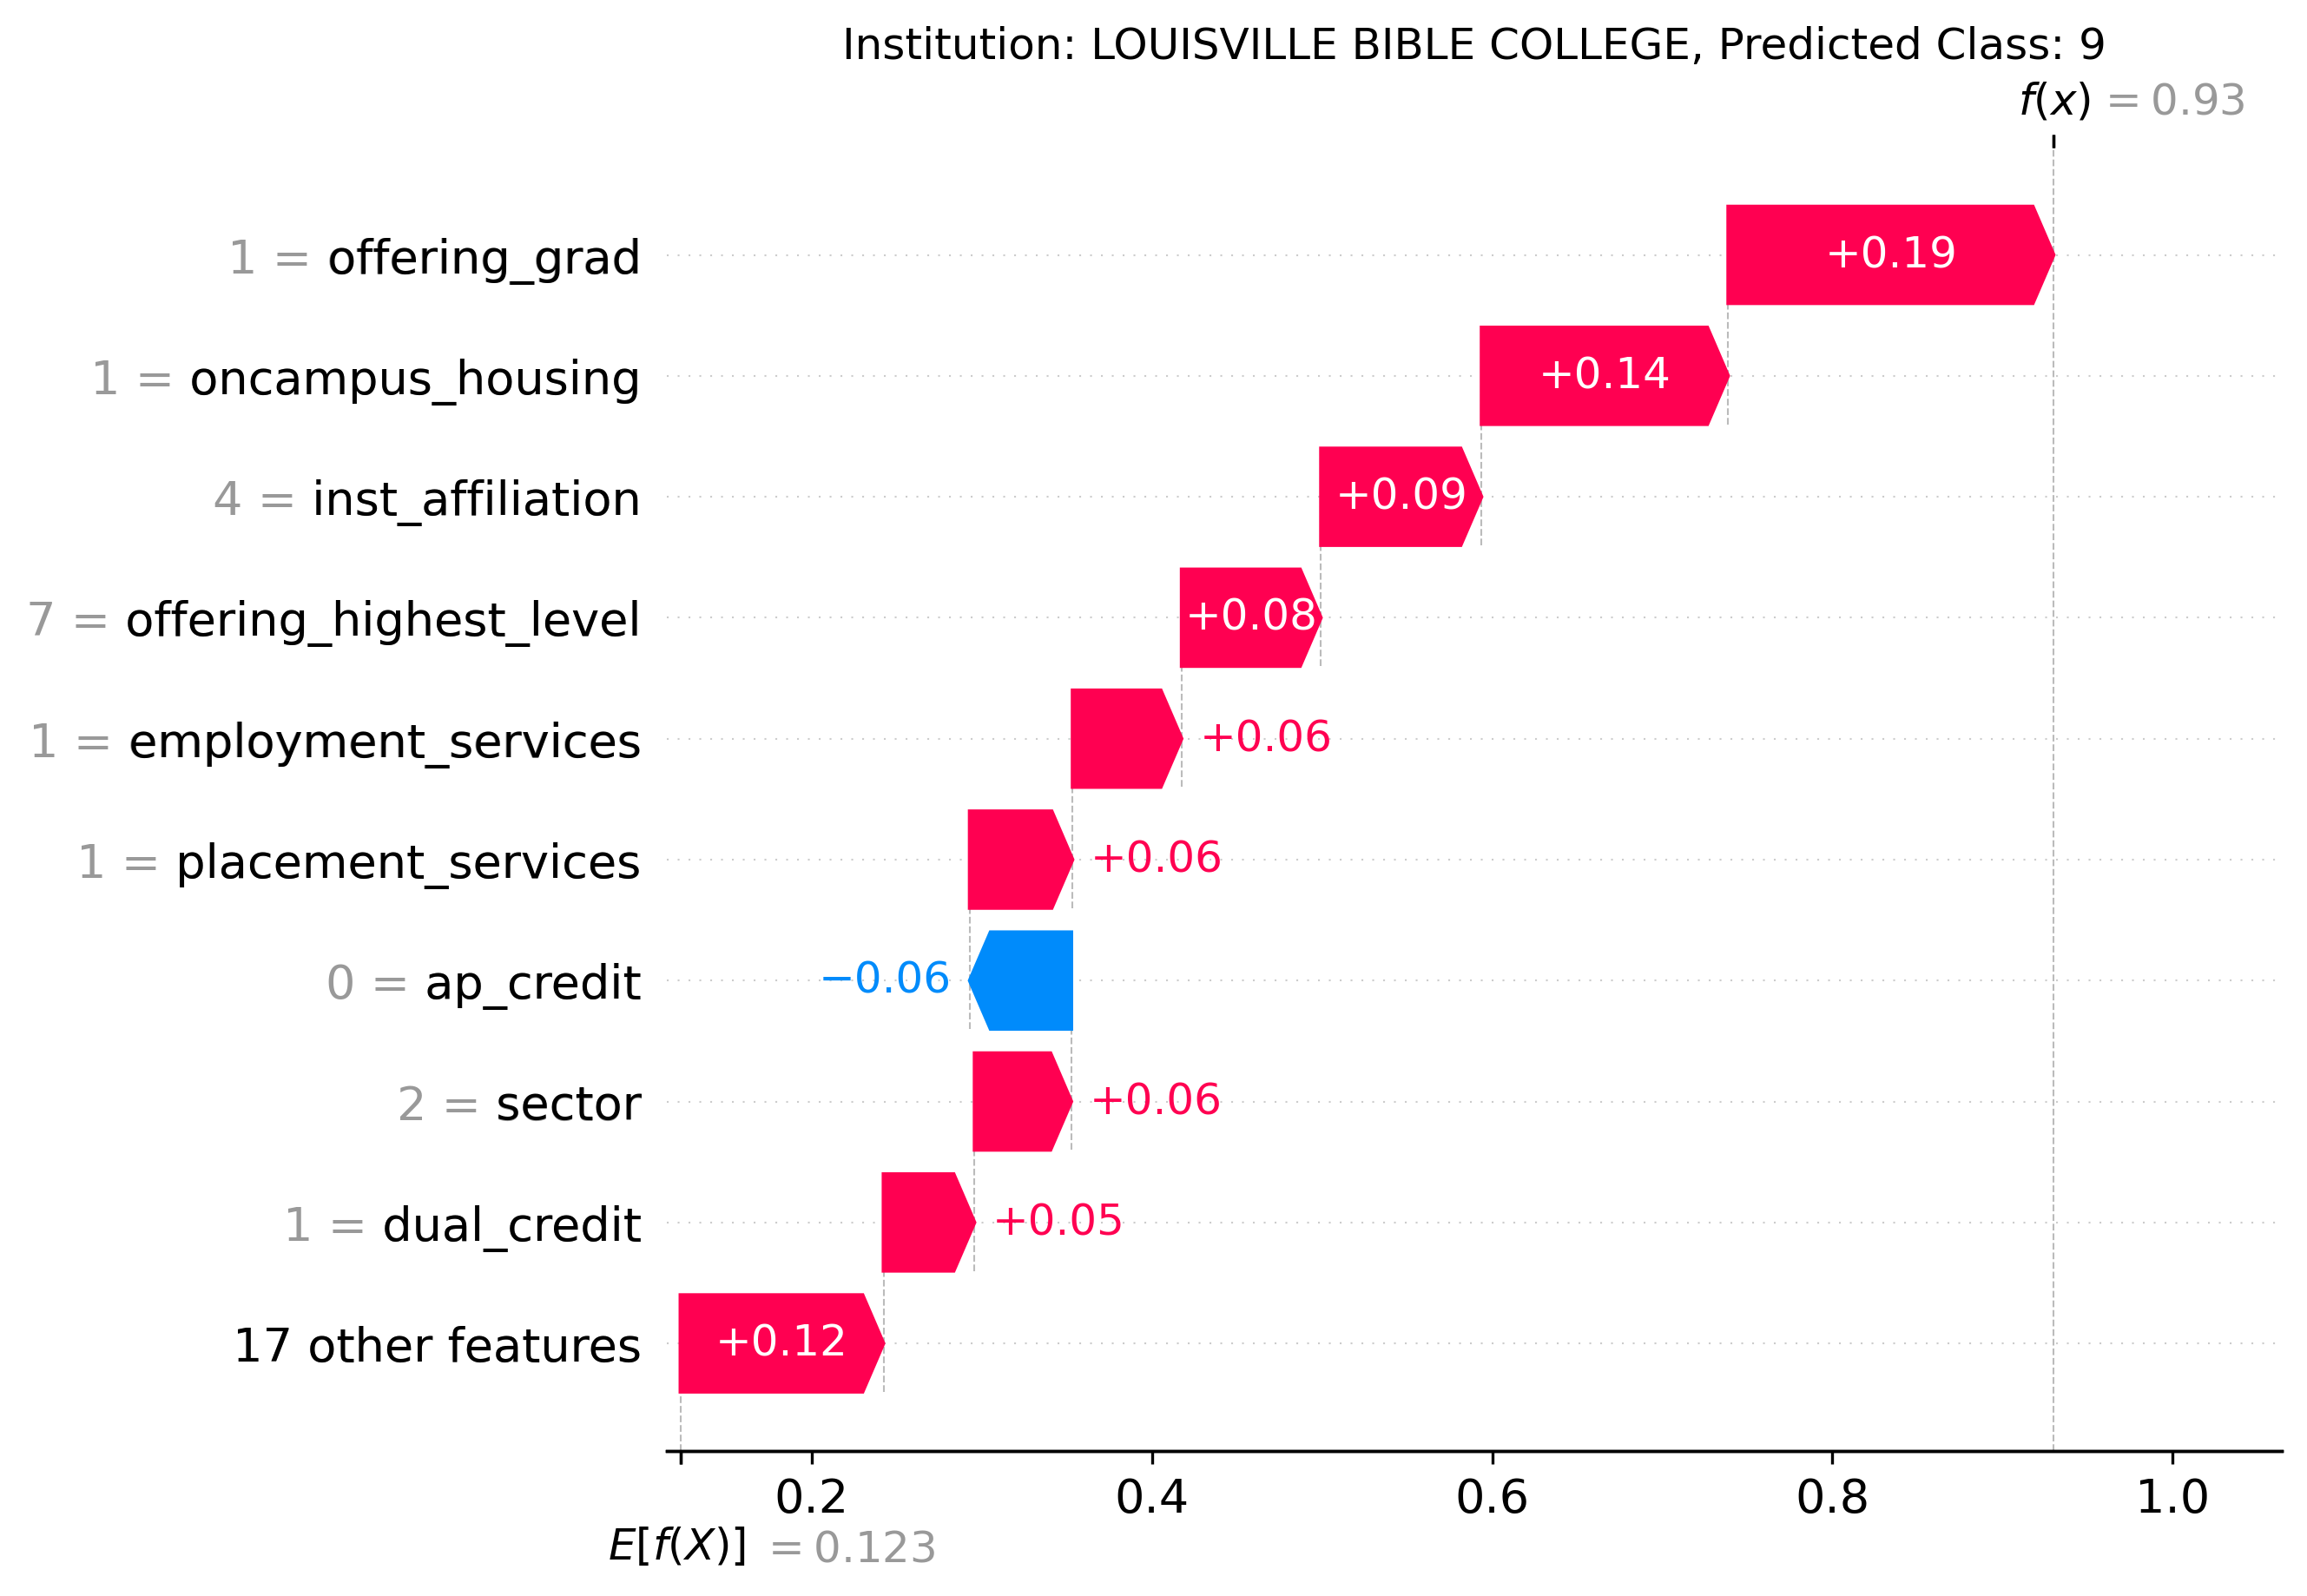 Institution: LOUISVILLE BIBLE COLLEGE, Predicted Class: 9
f(x) = 0.93
1 = offering_grad +0.19
1 = oncampus_housing +0.14
4 = inst_affiliation +0.09
7 = offering_highest_level +0.08
1 = employment_services +0.06
1 = placement_services +0.06
0 = ap_credit −0.06
2 = sector +0.06
1 = dual_credit +0.05
17 other features +0.12
0.2 0.4 0.6 0.8 1.0
E[f(X)] = 0.123